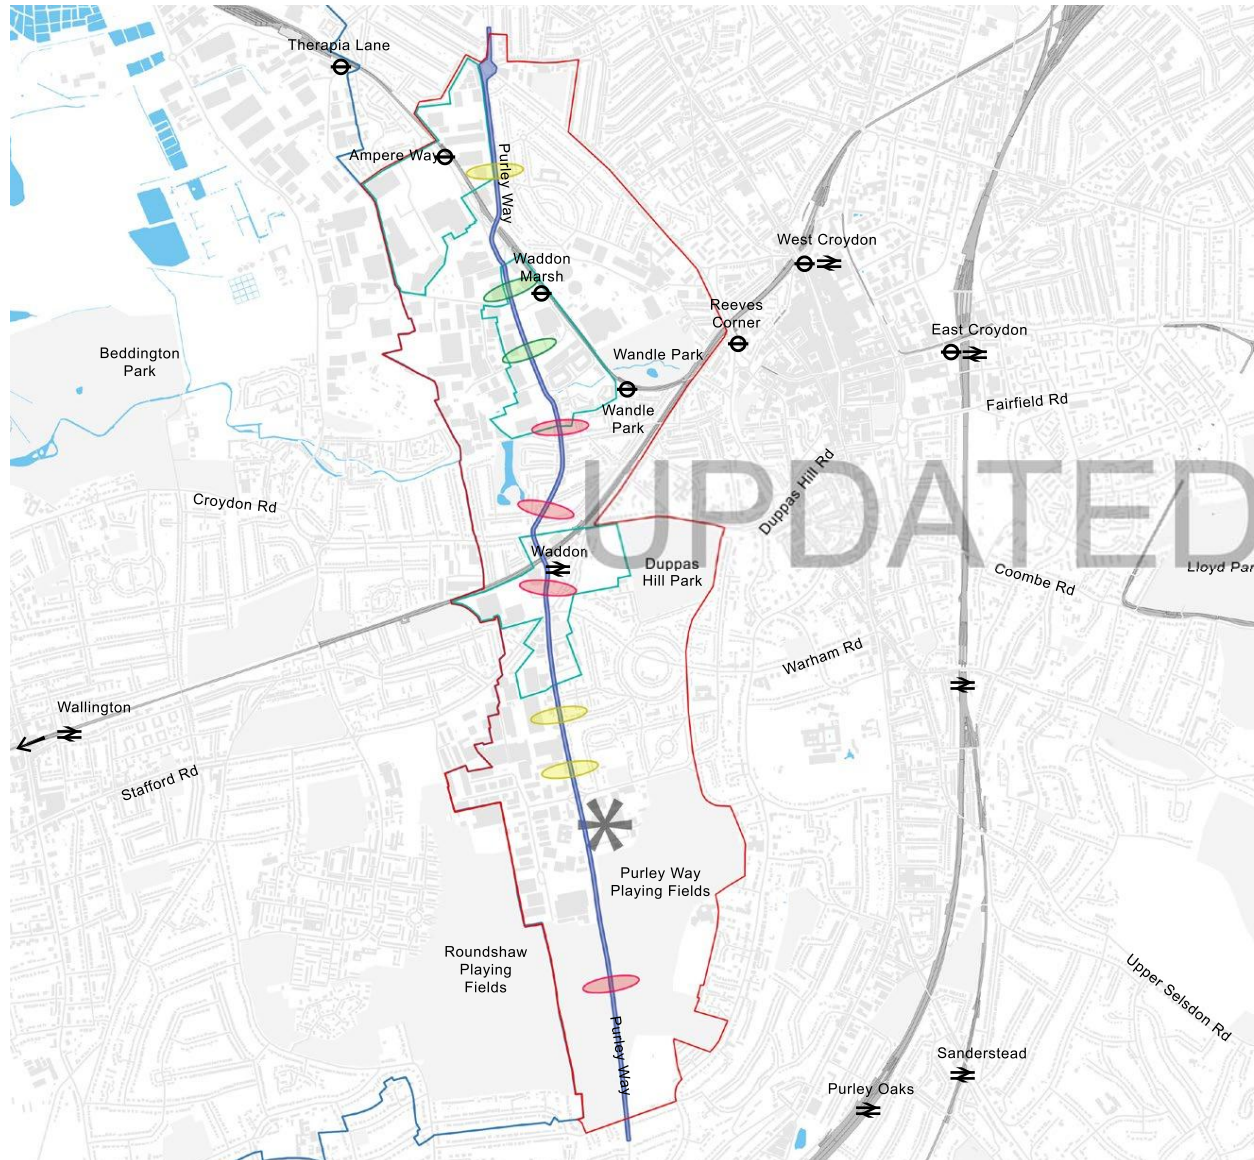 Therapia Lane
Ampere Way
Purley Way
West Croydon
Waddon
Marsh
Reeves
Corner
East Croydon
Beddington
Park
Wandle Park
Fairfield Rd
Wandle
Park
Croydon Rd
Duppas Hill Rd
UPDATED
Waddon
Duppas
Hill Park
Coombe Rd
Lloyd Par
Warham Rd
Wallington
Stafford Rd
Purley Way
Playing Fields
Roundshaw
Playing
Fields
Upper Selsdon Rd
Purley Way
Sanderstead
Purley Oaks